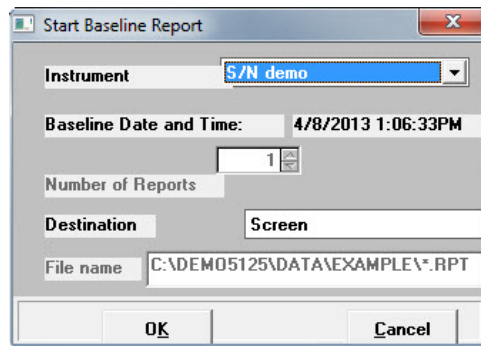 Start Baseline Report
Instrument S/N demo
Baseline Date and Time: 4/8/2013 1:06:33PM
1
Number of Reports
Destination Screen
File name C:\DEMO5125\DATA\EXAMPLE\*.RPT
OK Cancel